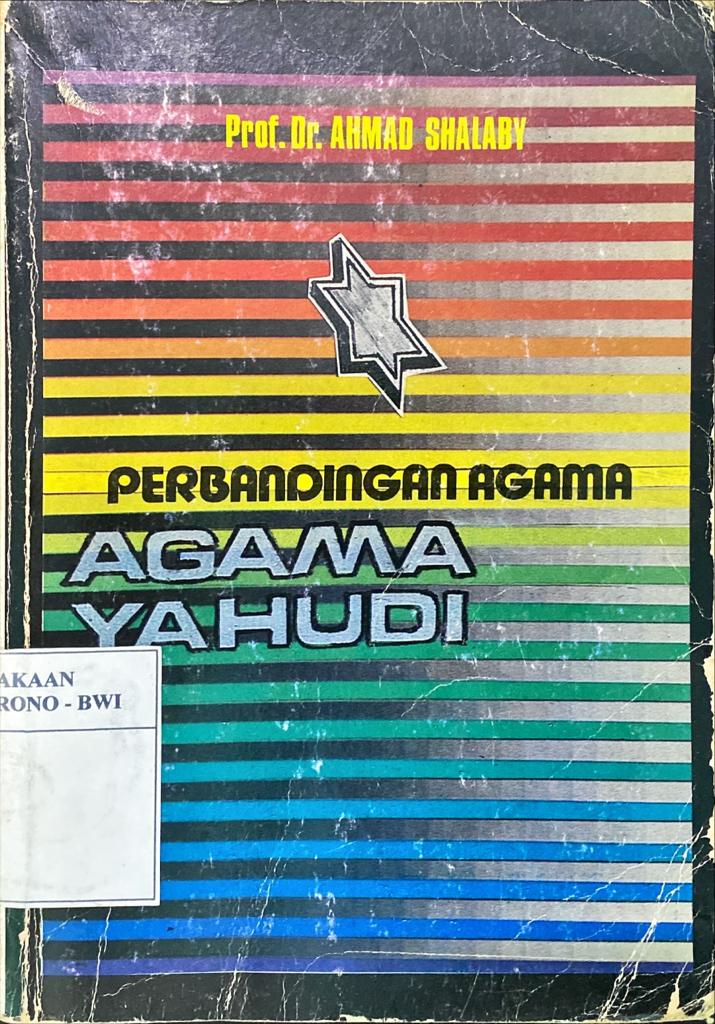 Prof. Dr. AHMAD SHALABY
PERBANDINGAN AGAMA
AGAMA
YAHUDI
AKAAN
RONO - BWI